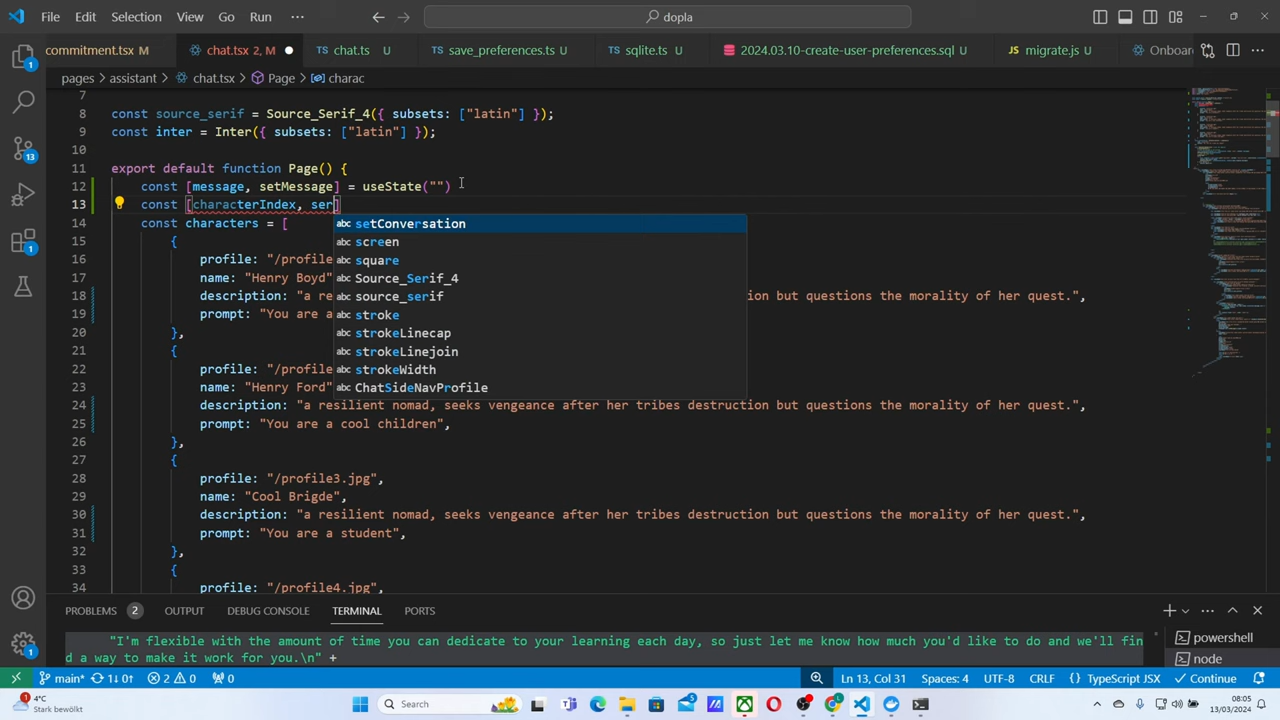 File Edit Selection View Go Run ··· dopla
commitment.tsx M chat.tsx 2, M chat.ts save_preferences.ts sqlite.ts 2024.03.10-create-user-preferences.sql migrate.js Onboar
pages > assistant > chat.tsx > Page > charac
7
8 const source_serif = Source_Serif_4({ subsets: ["latin"] });
9 const inter = Inter({ subsets: ["latin"] });
10
11 export default function Page() {
12 const [message, setMessage] = useState("")
13 const [characterIndex, ser
14 const characters = [
setConversation
15 {
screen
16 profile: "/profile
square
17 name: "Henry Boyd"
source_Serif_4
18 description: "a re
source_serif
ion but questions the morality of her quest.",
19 prompt: "You are a
stroke
20 },
strokeLinecap
21 {
strokeLinejoin
22 profile: "/profile
strokeWidth
23 name: "Henry Ford"
ChatSideNavProfile
24 description: "a resilient nomad, seeks vengeance after her tribes destruction but questions the morality of her quest.",
25 prompt: "You are a cool children",
26 },
27 {
28 profile: "/profile3.jpg",
29 name: "Cool Brigde",
30 description: "a resilient nomad, seeks vengeance after her tribes destruction but questions the morality of her quest.",
31 prompt: "You are a student",
32 },
33 {
34 profile: "/profile4.jpg",
PROBLEMS 2 OUTPUT DEBUG CONSOLE TERMINAL PORTS
"I'm flexible with the amount of time you can dedicate to your learning each day, so just let me know how much you'd like to do and we'll fin
d a way to make it work for you.\n" +
powershell
node
main* 1↓ 0↑ 2 0 0 Ln 13, Col 31 Spaces: 4 UTF-8 CRLF {} TypeScript JSX Continue
4°C
Stark bewölkt
Search
08:05
13/03/2024